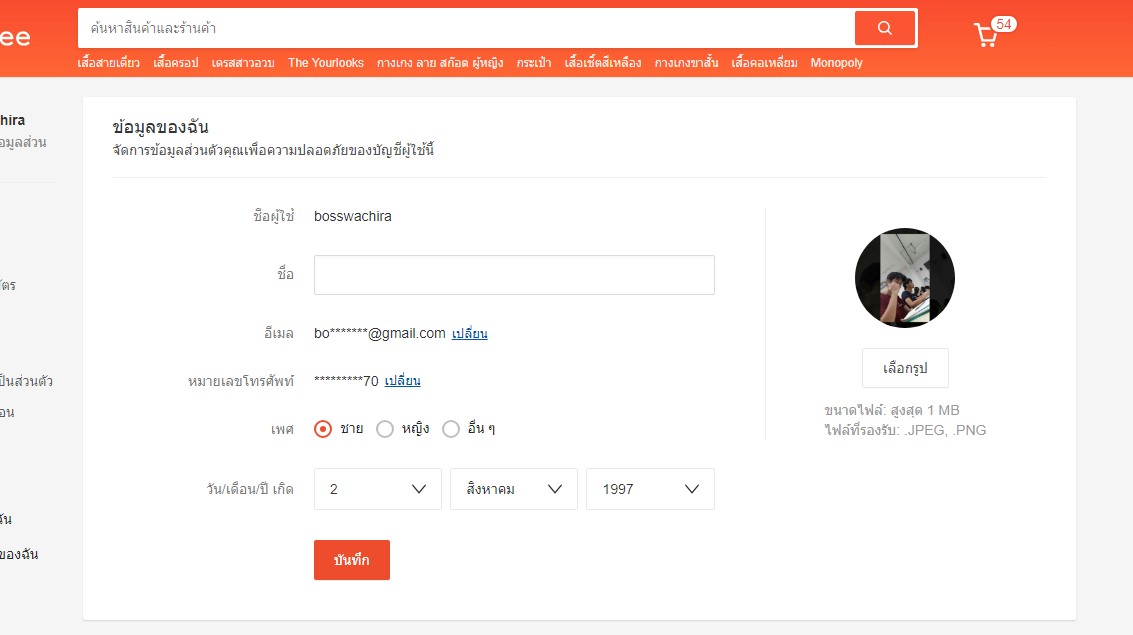 ee
ค้นหาสินค้าและร้านค้า
54
เสื้อสายเดี่ยว เสื้อครอป เดรสสาวอวบ The Yourlooks กางเกง ลาย สก๊อต ผู้หญิง กระเป๋า เสื้อเชิ้ตสีเหลือง กางเกงขาสั้น เสื้อคอเหลี่ยม Monopoly
hira
อมูลส่วน
ข้อมูลของฉัน
จัดการข้อมูลส่วนตัวคุณเพื่อความปลอดภัยของบัญชีผู้ใช้นี้
ชื่อผู้ใช้ bosswachira
ชื่อ
ัตร
อีเมล bo*******@gmail.com เปลี่ยน
ป็นส่วนตัว
หมายเลขโทรศัพท์ *********70 เปลี่ยน
อน
เพศ ชาย หญิง อื่น ๆ
วัน/เดือน/ปี เกิด 2 สิงหาคม 1997
ฉัน
ของฉัน
บันทึก
เลือกรูป
ขนาดไฟล์: สูงสุด 1 MB
ไฟล์ที่รองรับ: .JPEG, .PNG